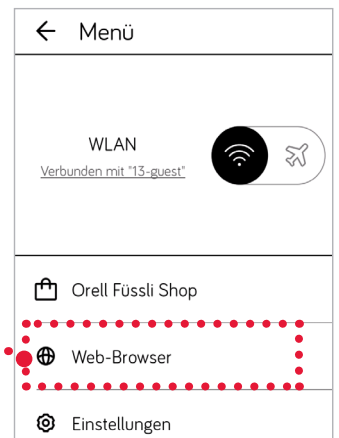 Menü
WLAN
Verbunden mit "13-guest"
Orell Füssli Shop
Web-Browser
Einstellungen